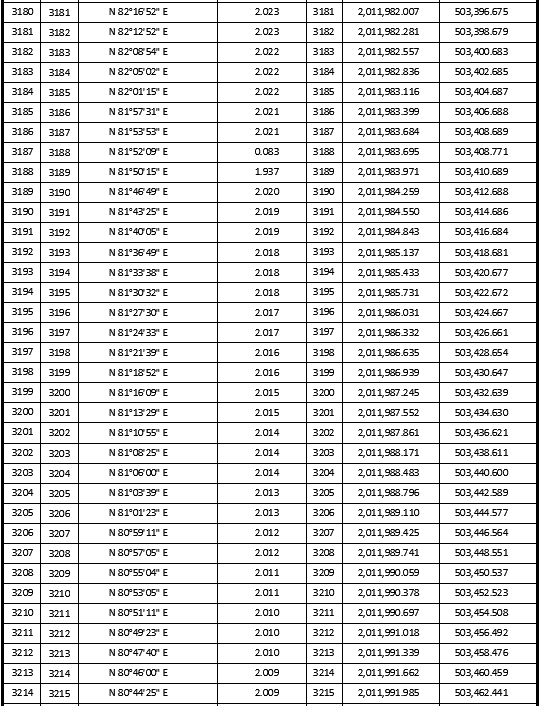 3180 3181 N 82°16'52" E 2.023 3181 2,011,982.007 503,396.675
3181 3182 N 82°12'52" E 2.023 3182 2,011,982.281 503,398.679
3182 3183 N 82°08'54" E 2.022 3183 2,011,982.557 503,400.683
3183 3184 N 82°05'02" E 2.022 3184 2,011,982.836 503,402.685
3184 3185 N 82°01'15" E 2.022 3185 2,011,983.116 503,404.687
3185 3186 N 81°57'31" E 2.021 3186 2,011,983.399 503,406.688
3186 3187 N 81°53'53" E 2.021 3187 2,011,983.684 503,408.689
3187 3188 N 81°52'09" E 0.083 3188 2,011,983.695 503,408.771
3188 3189 N 81°50'15" E 1.937 3189 2,011,983.971 503,410.689
3189 3190 N 81°46'49" E 2.020 3190 2,011,984.259 503,412.688
3190 3191 N 81°43'25" E 2.019 3191 2,011,984.550 503,414.686
3191 3192 N 81°40'05" E 2.019 3192 2,011,984.843 503,416.684
3192 3193 N 81°36'49" E 2.018 3193 2,011,985.137 503,418.681
3193 3194 N 81°33'38" E 2.018 3194 2,011,985.433 503,420.677
3194 3195 N 81°30'32" E 2.018 3195 2,011,985.731 503,422.672
3195 3196 N 81°27'30" E 2.017 3196 2,011,986.031 503,424.667
3196 3197 N 81°24'33" E 2.017 3197 2,011,986.332 503,426.661
3197 3198 N 81°21'39" E 2.016 3198 2,011,986.635 503,428.654
3198 3199 N 81°18'52" E 2.016 3199 2,011,986.939 503,430.647
3199 3200 N 81°16'09" E 2.015 3200 2,011,987.245 503,432.639
3200 3201 N 81°13'29" E 2.015 3201 2,011,987.552 503,434.630
3201 3202 N 81°10'55" E 2.014 3202 2,011,987.861 503,436.621
3202 3203 N 81°08'25" E 2.014 3203 2,011,988.171 503,438.611
3203 3204 N 81°06'00" E 2.014 3204 2,011,988.483 503,440.600
3204 3205 N 81°03'39" E 2.013 3205 2,011,988.796 503,442.589
3205 3206 N 81°01'23" E 2.013 3206 2,011,989.110 503,444.577
3206 3207 N 80°59'11" E 2.012 3207 2,011,989.425 503,446.564
3207 3208 N 80°57'05" E 2.012 3208 2,011,989.741 503,448.551
3208 3209 N 80°55'04" E 2.011 3209 2,011,990.059 503,450.537
3209 3210 N 80°53'05" E 2.011 3210 2,011,990.378 503,452.523
3210 3211 N 80°51'11" E 2.010 3211 2,011,990.697 503,454.508
3211 3212 N 80°49'23" E 2.010 3212 2,011,991.018 503,456.492
3212 3213 N 80°47'40" E 2.010 3213 2,011,991.339 503,458.476
3213 3214 N 80°46'00" E 2.009 3214 2,011,991.662 503,460.459
3214 3215 N 80°44'25" E 2.009 3215 2,011,991.985 503,462.441